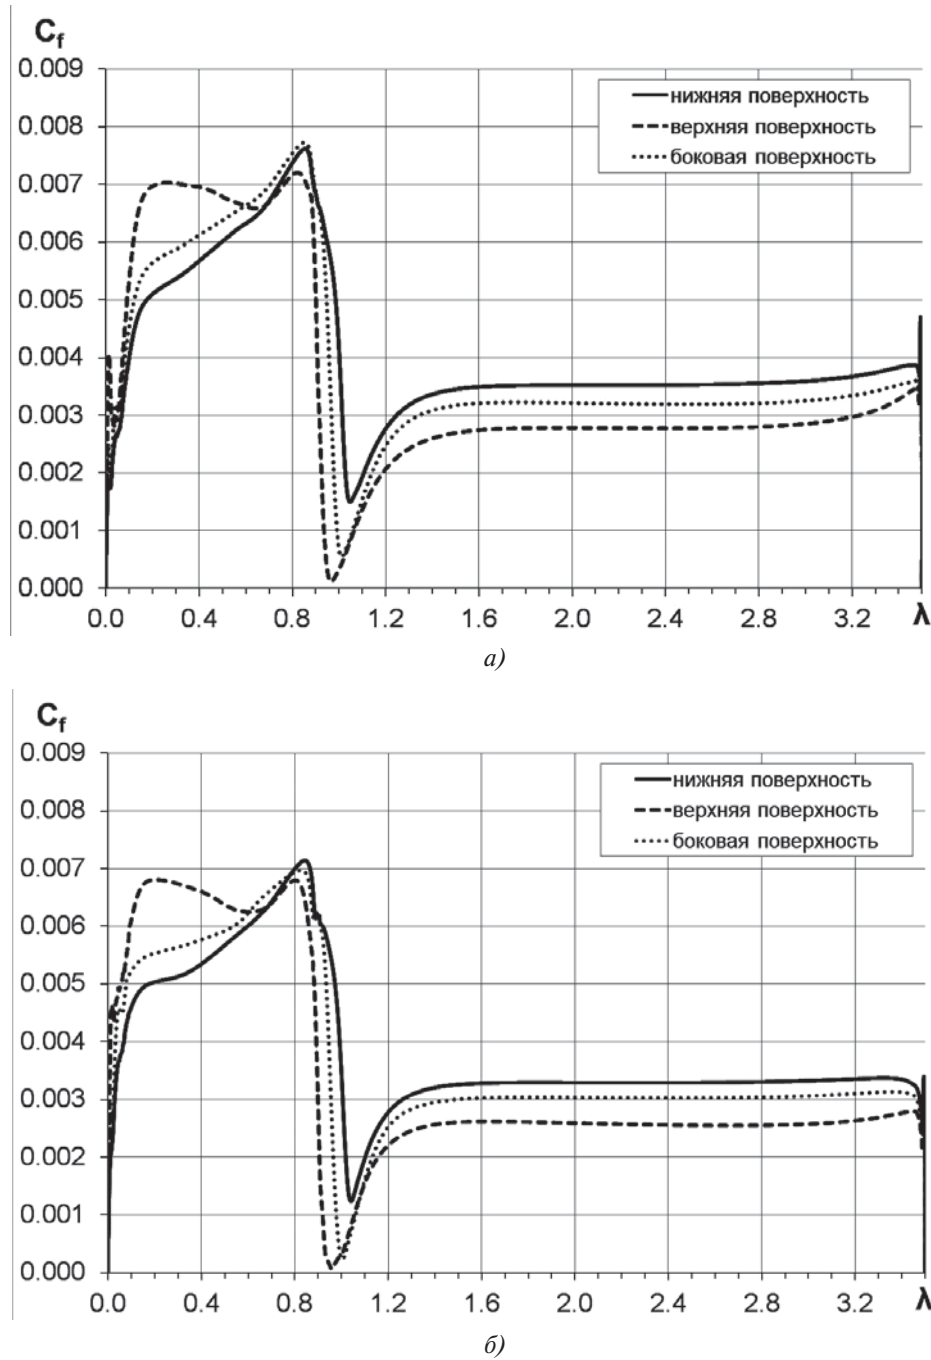 C_f
0.009
0.008
0.007
0.006
0.005
0.004
0.003
0.002
0.001
0.000
нижняя поверхность
верхняя поверхность
боковая поверхность
0.0 0.4 0.8 1.2 1.6 2.0 2.4 2.8 3.2 λ
а)
C_f
0.009
0.008
0.007
0.006
0.005
0.004
0.003
0.002
0.001
0.000
нижняя поверхность
верхняя поверхность
боковая поверхность
0.0 0.4 0.8 1.2 1.6 2.0 2.4 2.8 3.2 λ
б)